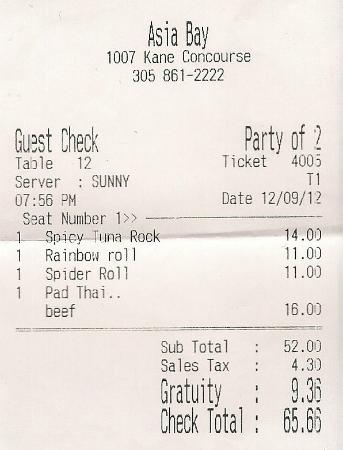 Asia Bay
1007 Kane Concourse
305 861-2222
Guest Check Party of 2
Table 12 Ticket 4005
Server : SUNNY T1
07:56 PM Date 12/09/12
Seat Number 1>>
1 Spicy Tuna Rock 14.00
1 Rainbow roll 11.00
1 Spider Roll 11.00
1 Pad Thai..
beef 16.00
Sub Total : 52.00
Sales Tax : 4.30
Gratuity : 9.36
Check Total : 65.66